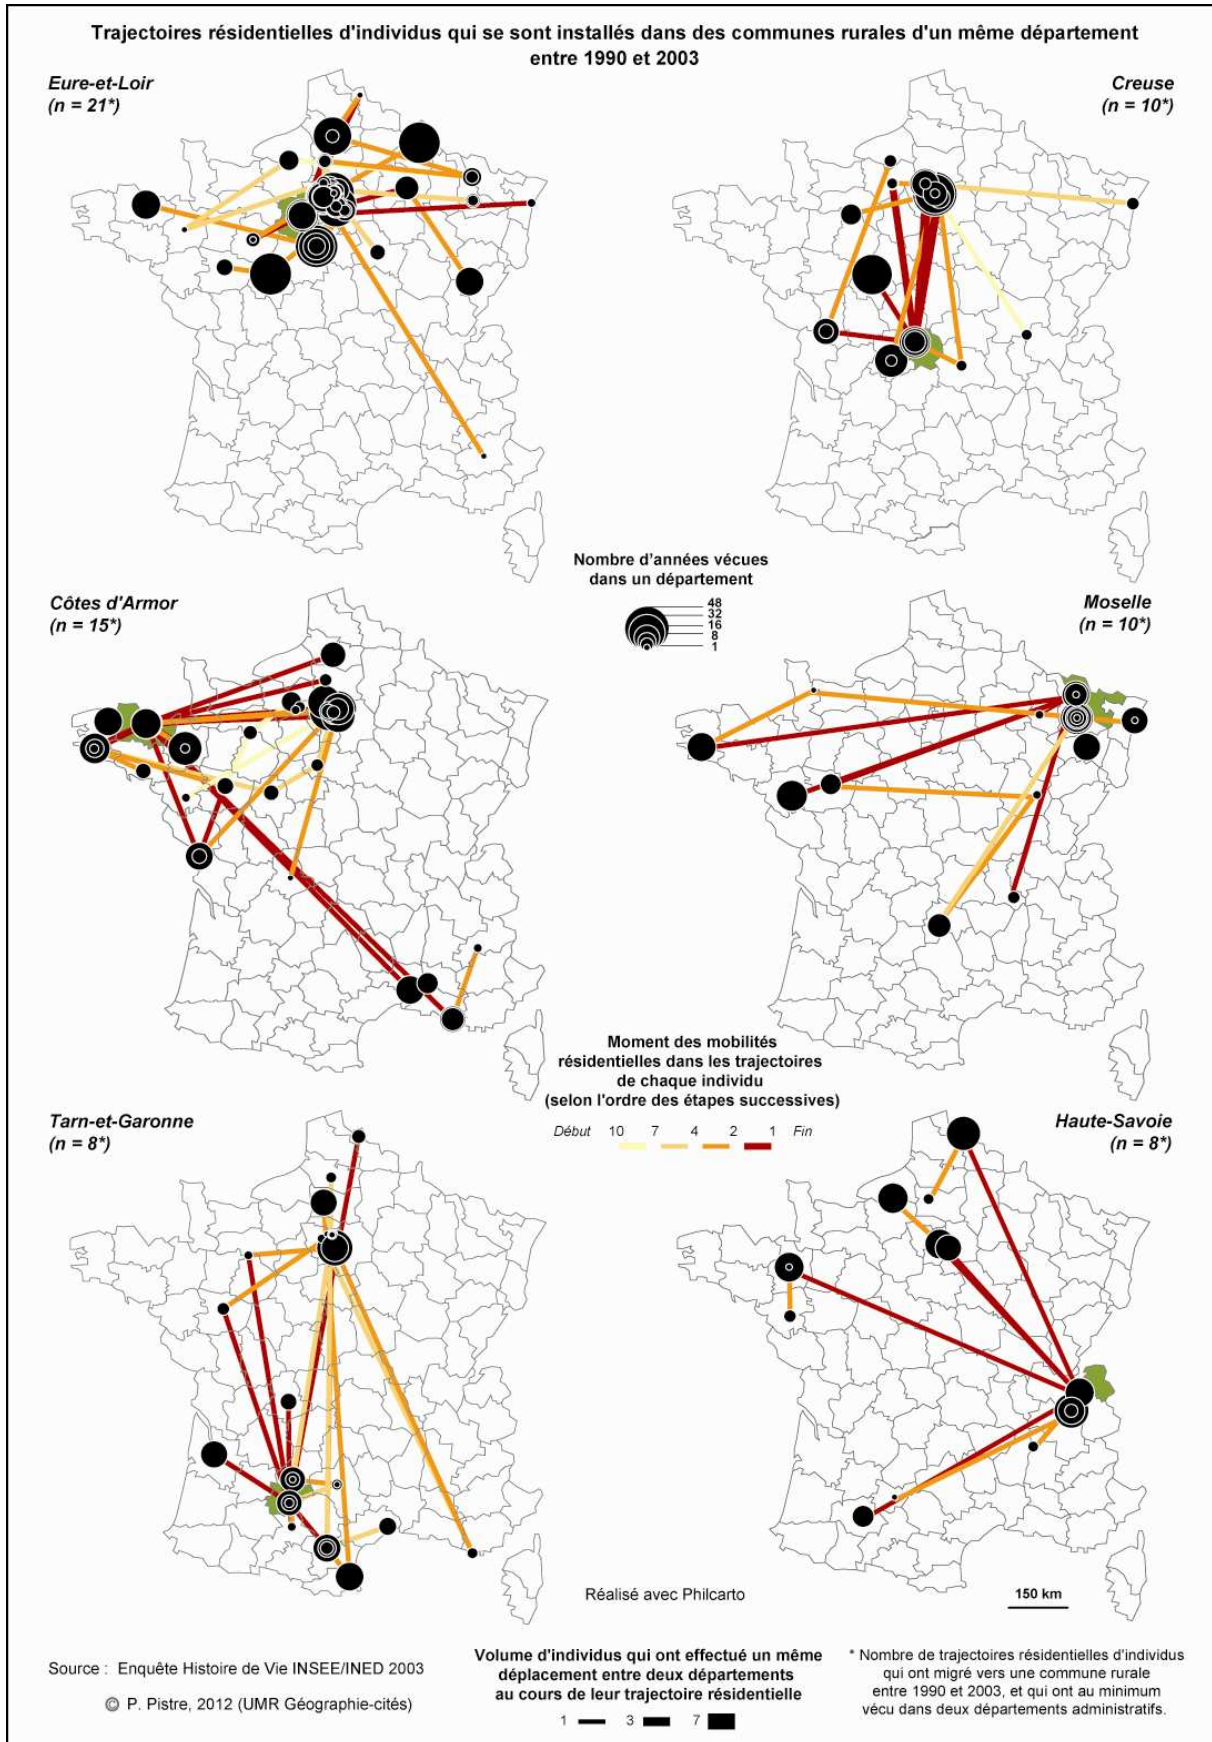 Trajectoires résidentielles d'individus qui se sont installés dans des communes rurales d'un même département
entre 1990 et 2003
Eure-et-Loir
(n = 21*)
Creuse
(n = 10*)
Nombre d'années vécues
dans un département
48
32
16
8
1
Côtes d'Armor
(n = 15*)
Moselle
(n = 10*)
Moment des mobilités
résidentielles dans les trajectoires
de chaque individu
(selon l'ordre des étapes successives)
Début 10 7 4 2 1 Fin
Tarn-et-Garonne
(n = 8*)
Haute-Savoie
(n = 8*)
Réalisé avec Philcarto
150 km
Source : Enquête Histoire de Vie INSEE/INED 2003
© P. Pistre, 2012 (UMR Géographie-cités)
Volume d'individus qui ont effectué un même
déplacement entre deux départements
au cours de leur trajectoire résidentielle
1 3 7
* Nombre de trajectoires résidentielles d'individus
qui ont migré vers une commune rurale
entre 1990 et 2003, et qui ont au minimum
vécu dans deux départements administratifs.